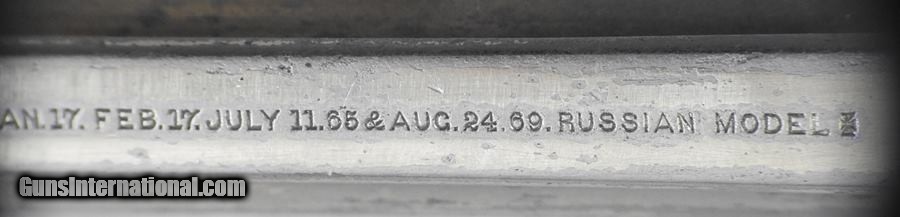 AN.17. FEB.17. JULY 11.65 & AUG.24.69. RUSSIAN MODEL
GunsInternational.com